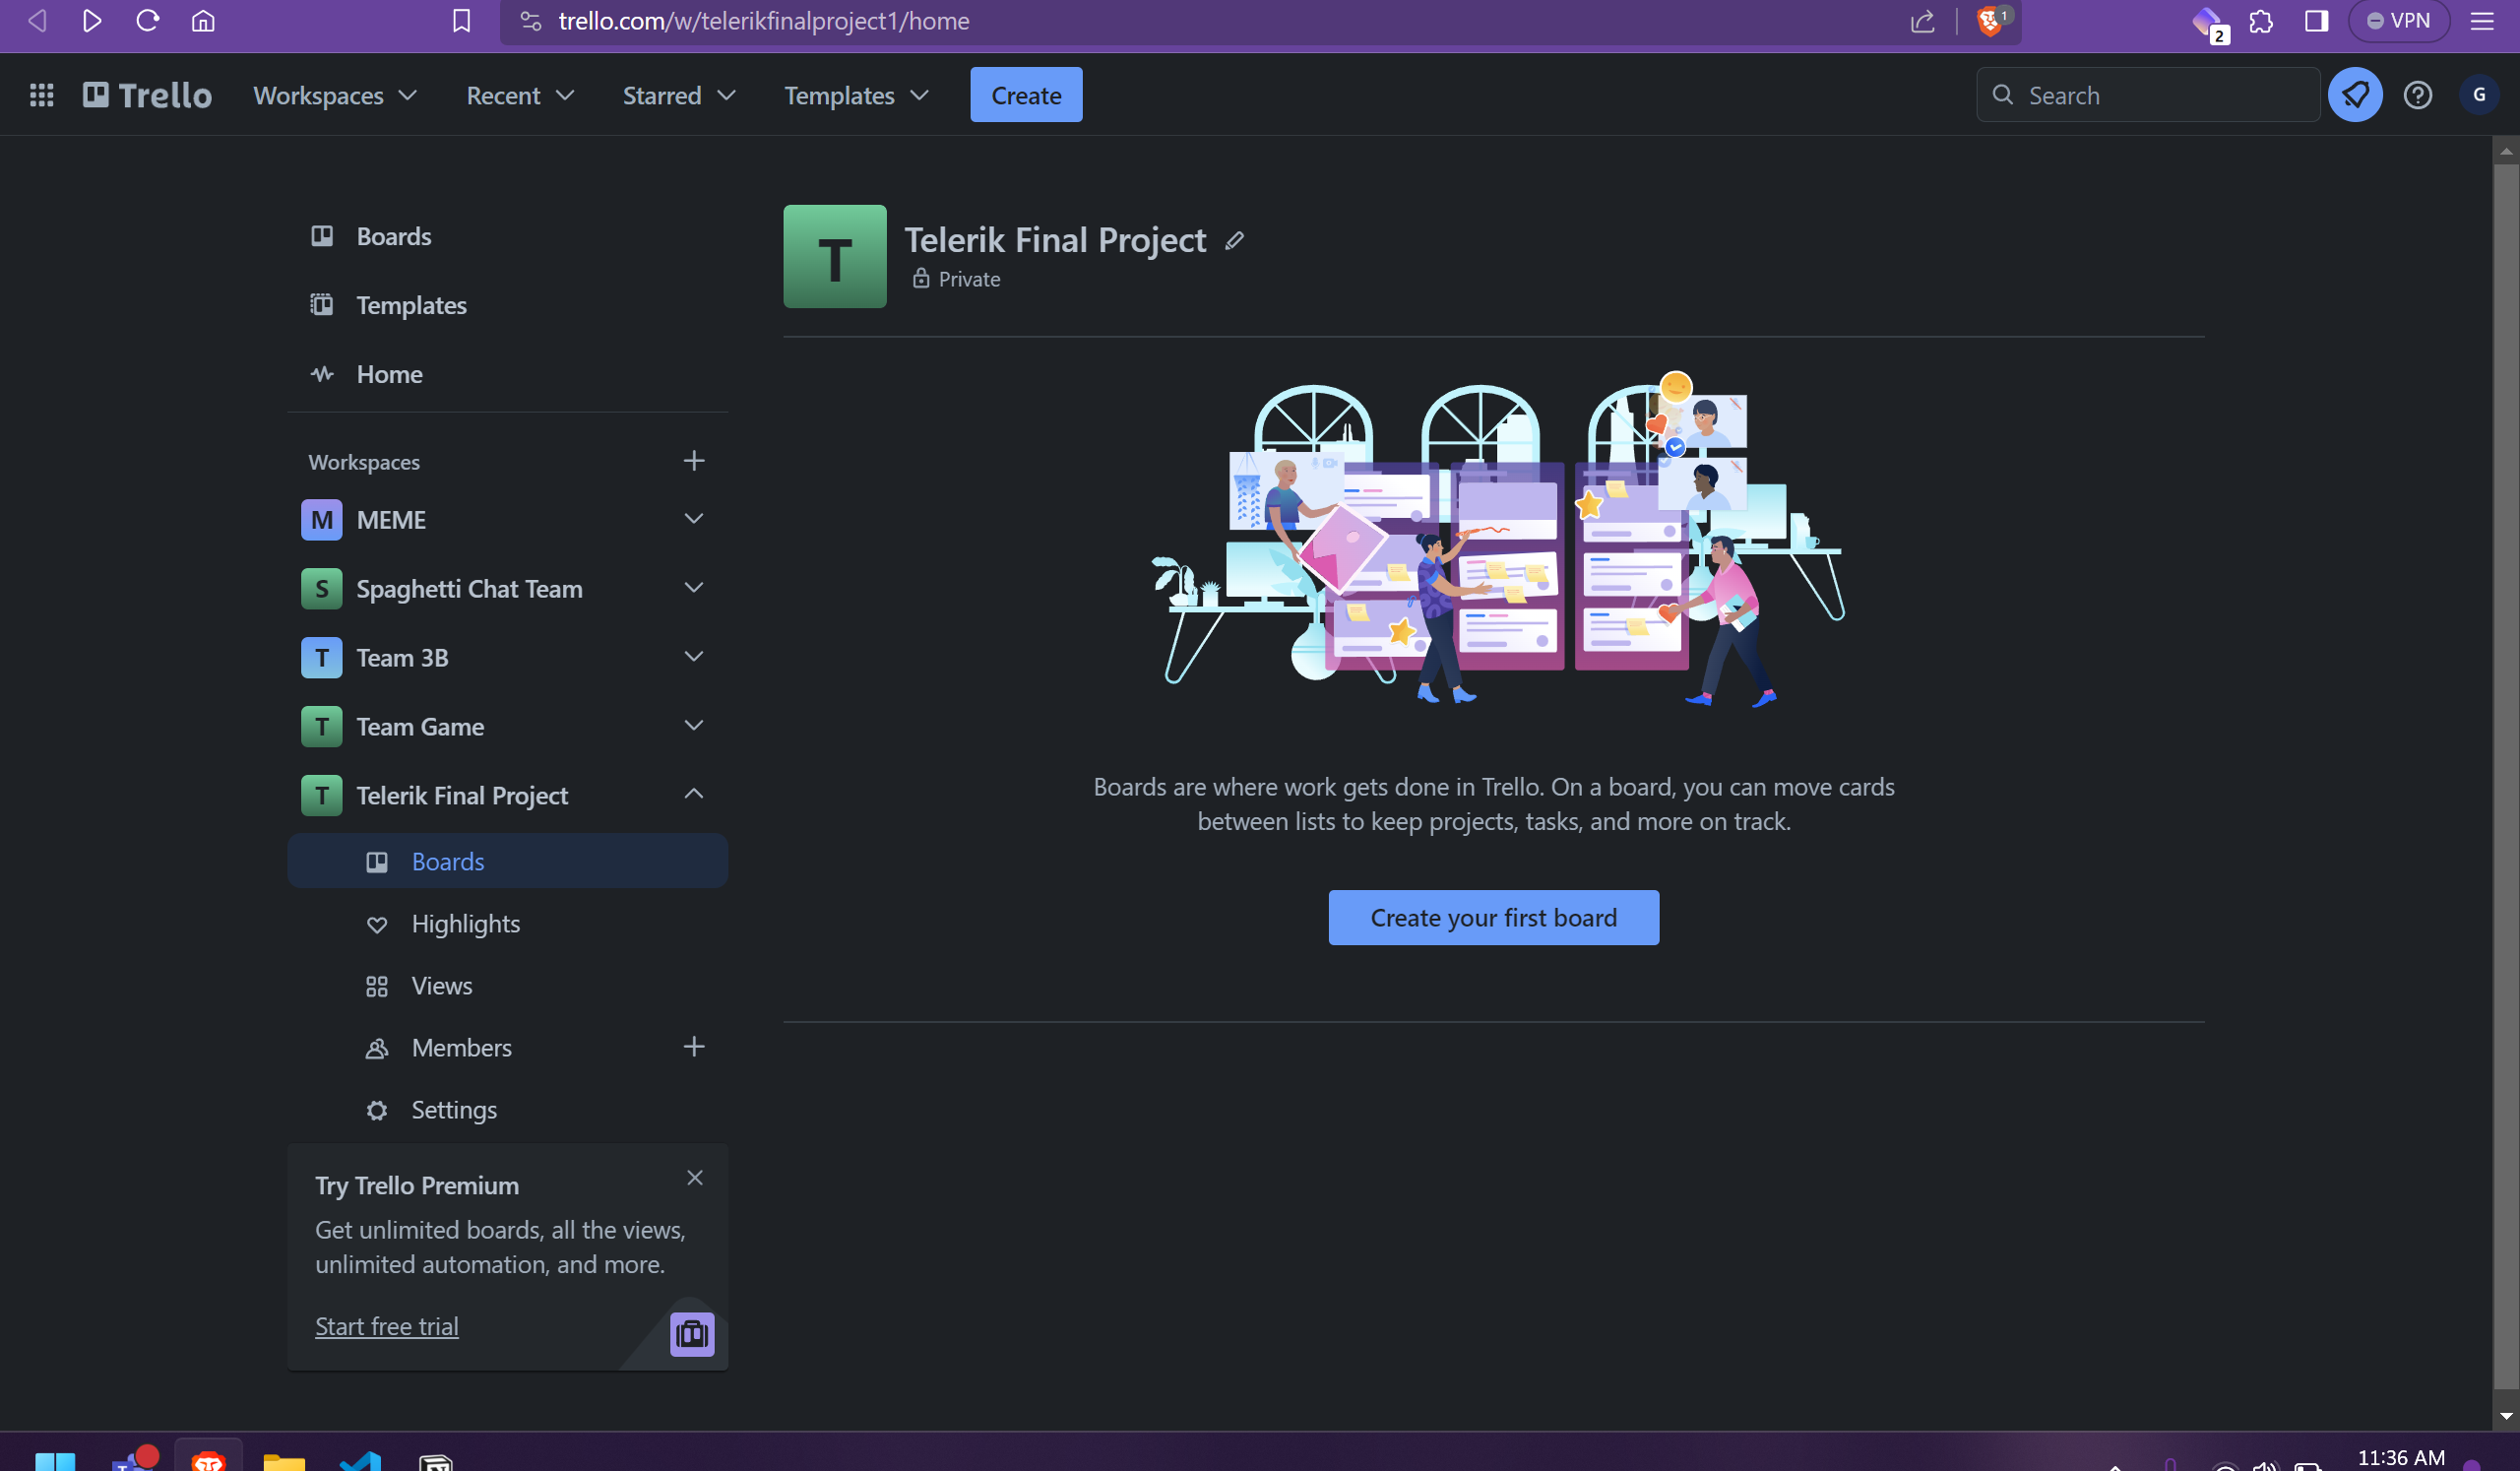 trello.com/w/telerikfinalproject1/home
1
2
VPN
Trello
Workspaces
Recent
Starred
Templates
Create
Search
G
Boards
Templates
Home
Workspaces
M MEME
S Spaghetti Chat Team
T Team 3B
T Team Game
T Telerik Final Project
Boards
Highlights
Views
Members
Settings
Try Trello Premium
Get unlimited boards, all the views,
unlimited automation, and more.
Start free trial
T
Telerik Final Project
Private
Boards are where work gets done in Trello. On a board, you can move cards
between lists to keep projects, tasks, and more on track.
Create your first board
11:36 AM